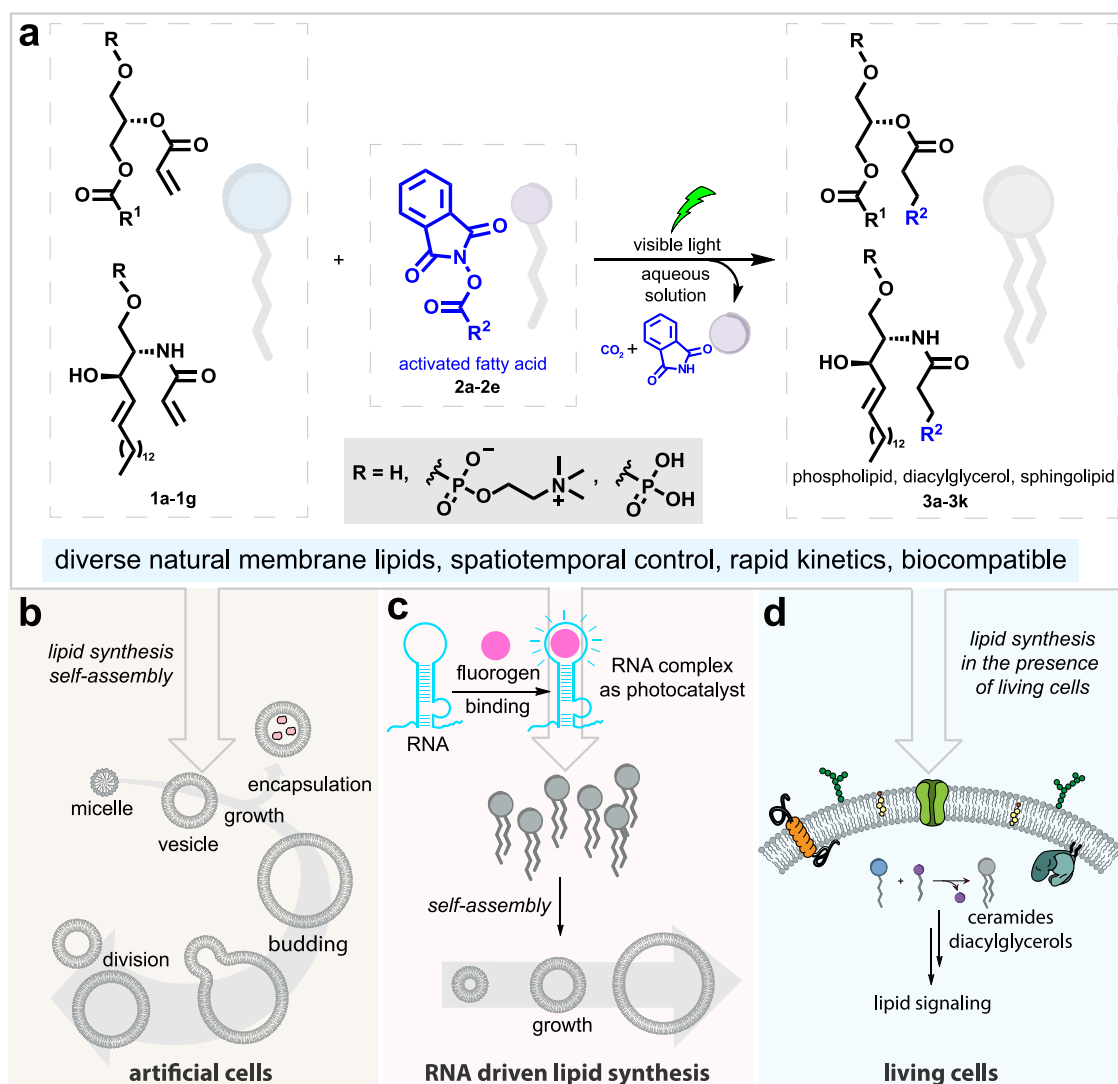 a
R
O
O
O
O
O
R¹
R
O
NH
HO
O
( )12
1a-1g
+
O
N
O
O
O
R²
activated fatty acid
2a-2e
visible light
aqueous
solution
CO₂ +
O
NH
O
R
O
O
O
O
O
R¹
R²
R
O
NH
HO
O
R²
( )12
phospholipid, diacylglycerol, sphingolipid
3a-3k
R = H, O⁻ P O O N + , OH P OH O
diverse natural membrane lipids, spatiotemporal control, rapid kinetics, biocompatible
b
lipid synthesis
self-assembly
micelle
vesicle
growth
encapsulation
budding
division
artificial cells
c
fluorogen
binding
RNA
RNA complex
as photocatalyst
self-assembly
growth
RNA driven lipid synthesis
d
lipid synthesis
in the presence
of living cells
+
ceramides
diacylglycerols
lipid signaling
living cells